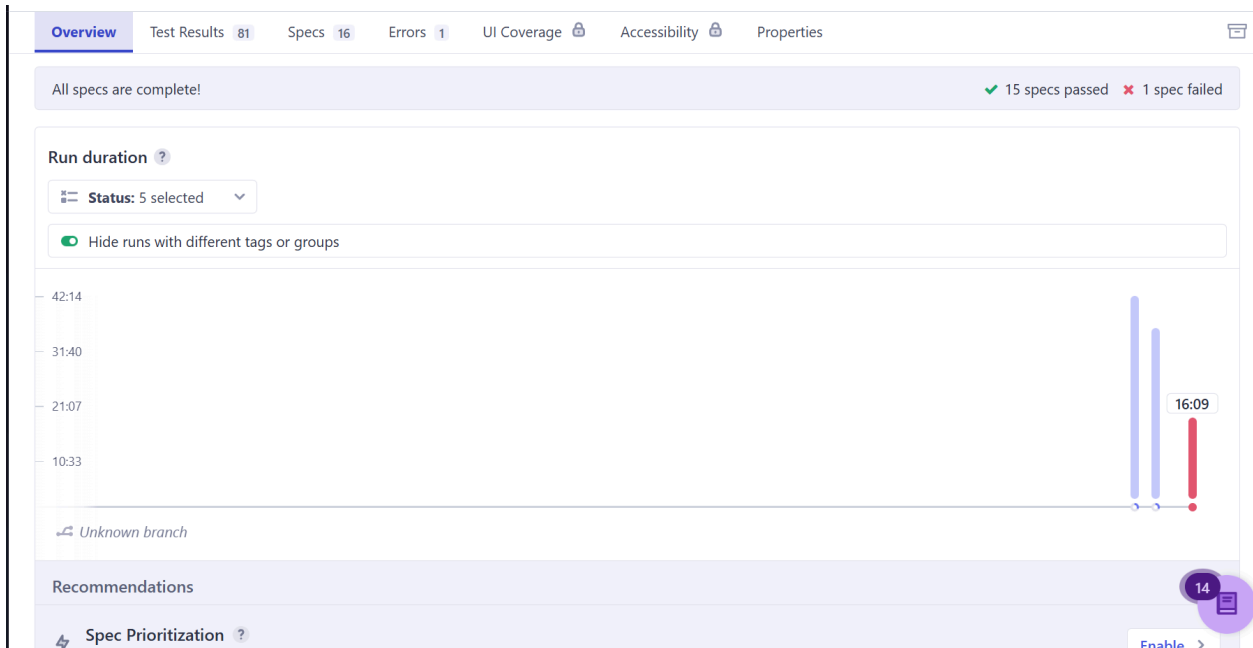 Overview Test Results 81 Specs 16 Errors 1 UI Coverage Accessibility Properties
All specs are complete! 15 specs passed 1 spec failed
Run duration ?
Status: 5 selected
Hide runs with different tags or groups
42:14
31:40
21:07
16:09
10:33
Unknown branch
Recommendations
14
Spec Prioritization ?
Enable